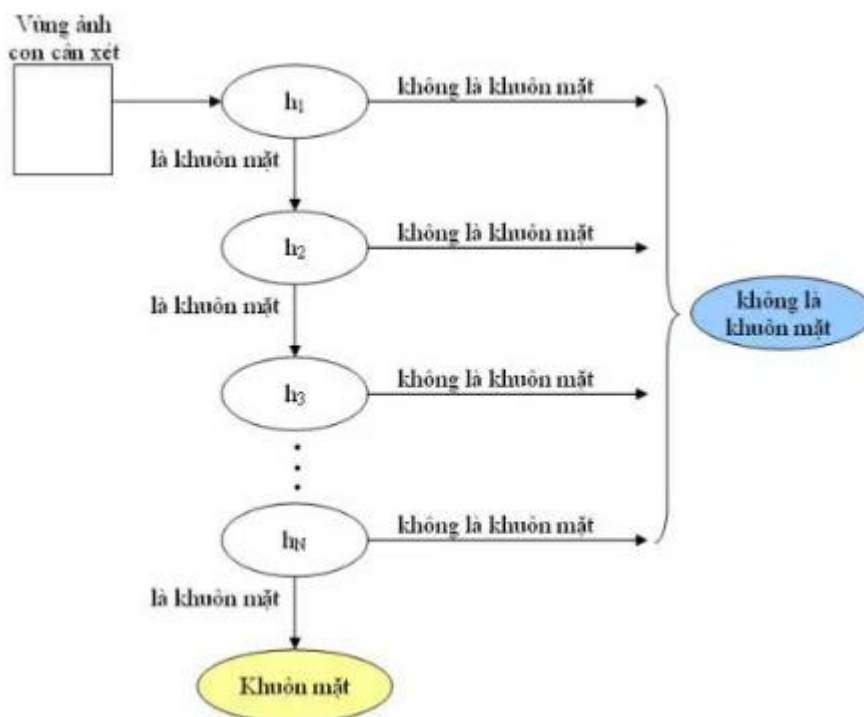 Vùng ảnh
con cần xét
h₁
không là khuôn mặt
là khuôn mặt
h₂
không là khuôn mặt
là khuôn mặt
không là
khuôn mặt
h₃
không là khuôn mặt
h_N
không là khuôn mặt
là khuôn mặt
Khuôn mặt